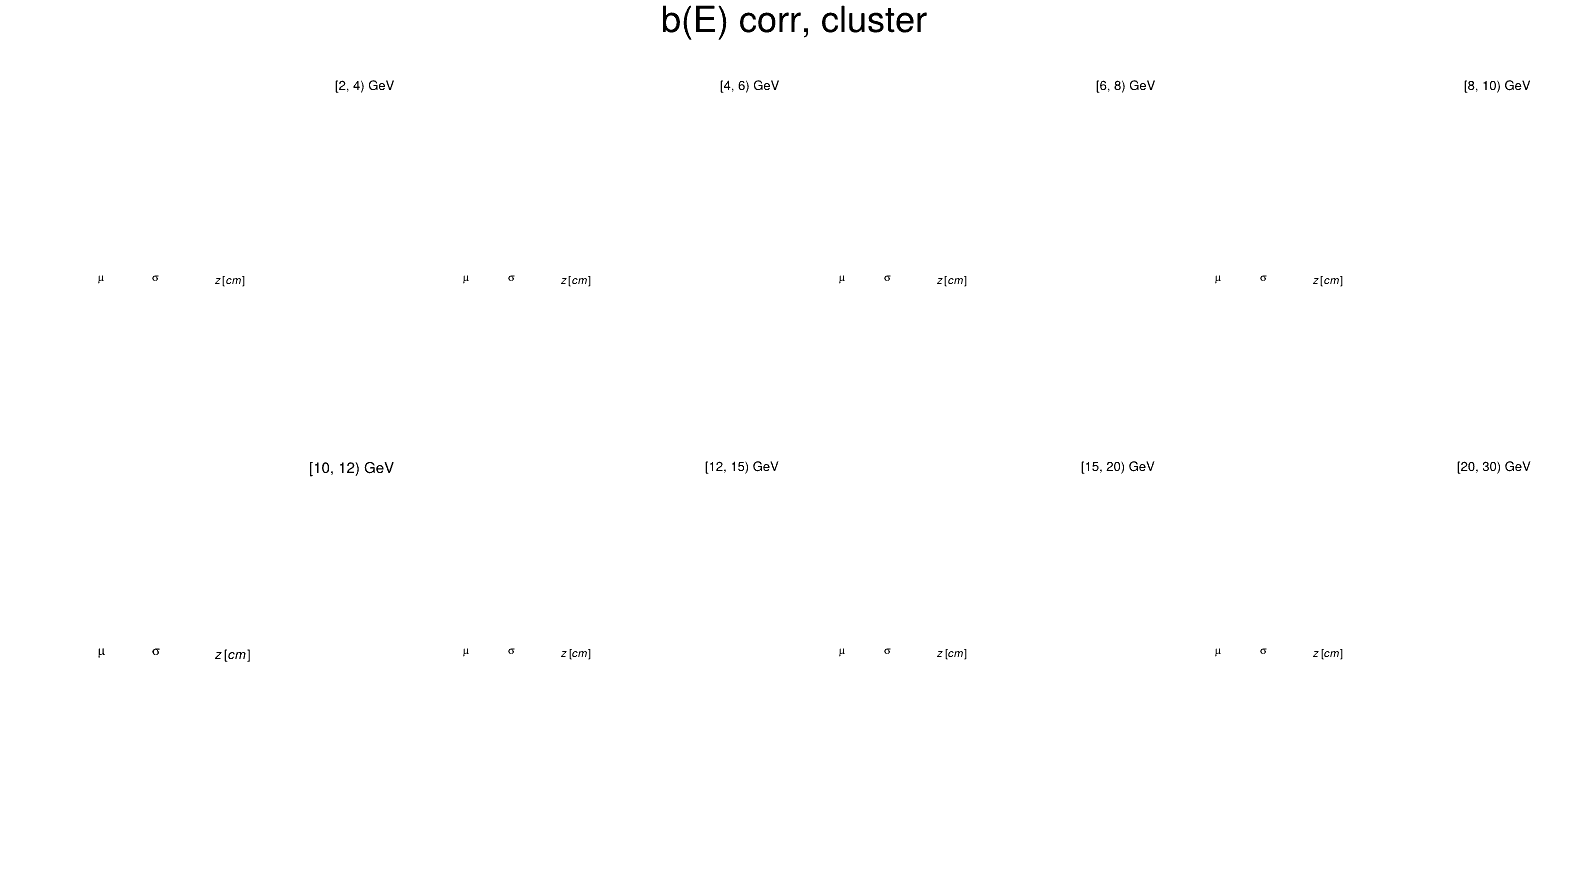 b(E) corr, cluster
[2, 4) GeV
[4, 6) GeV
[6, 8) GeV
[8, 10) GeV
μ σ z [cm]
μ σ z [cm]
μ σ z [cm]
μ σ z [cm]
[10, 12) GeV
[12, 15) GeV
[15, 20) GeV
[20, 30) GeV
μ σ z [cm]
μ σ z [cm]
μ σ z [cm]
μ σ z [cm]